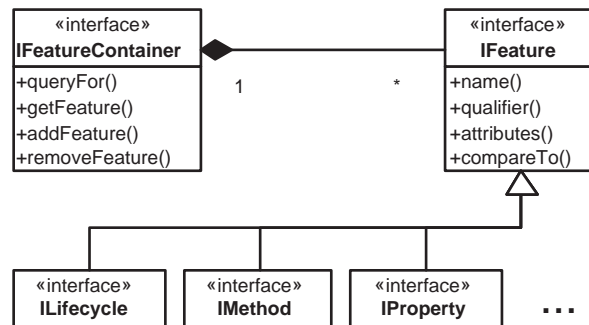 «interface»
IFeatureContainer
+queryFor()
+getFeature()
+addFeature()
+removeFeature()
1
*
«interface»
IFeature
+name()
+qualifier()
+attributes()
+compareTo()
«interface»
ILifecycle
«interface»
IMethod
«interface»
IProperty
...